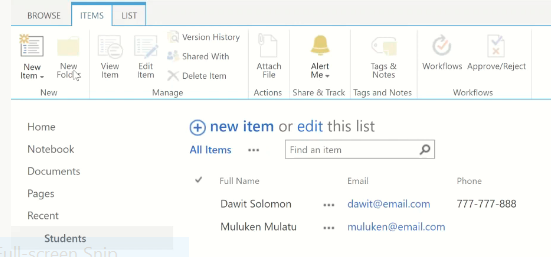 BROWSE ITEMS LIST
New Item New Folder View Item Edit Item Version History Shared With Delete Item Attach File Alert Me Tags & Notes Workflows Approve/Reject
New Manage Actions Share & Track Tags and Notes Workflows
Home
Notebook
Documents
Pages
Recent
Students
new item or edit this list
All Items ••• Find an item
Full Name Email Phone
Dawit Solomon ••• dawit@email.com 777-777-888
Muluken Mulatu ••• muluken@email.com
Full-screen Snip